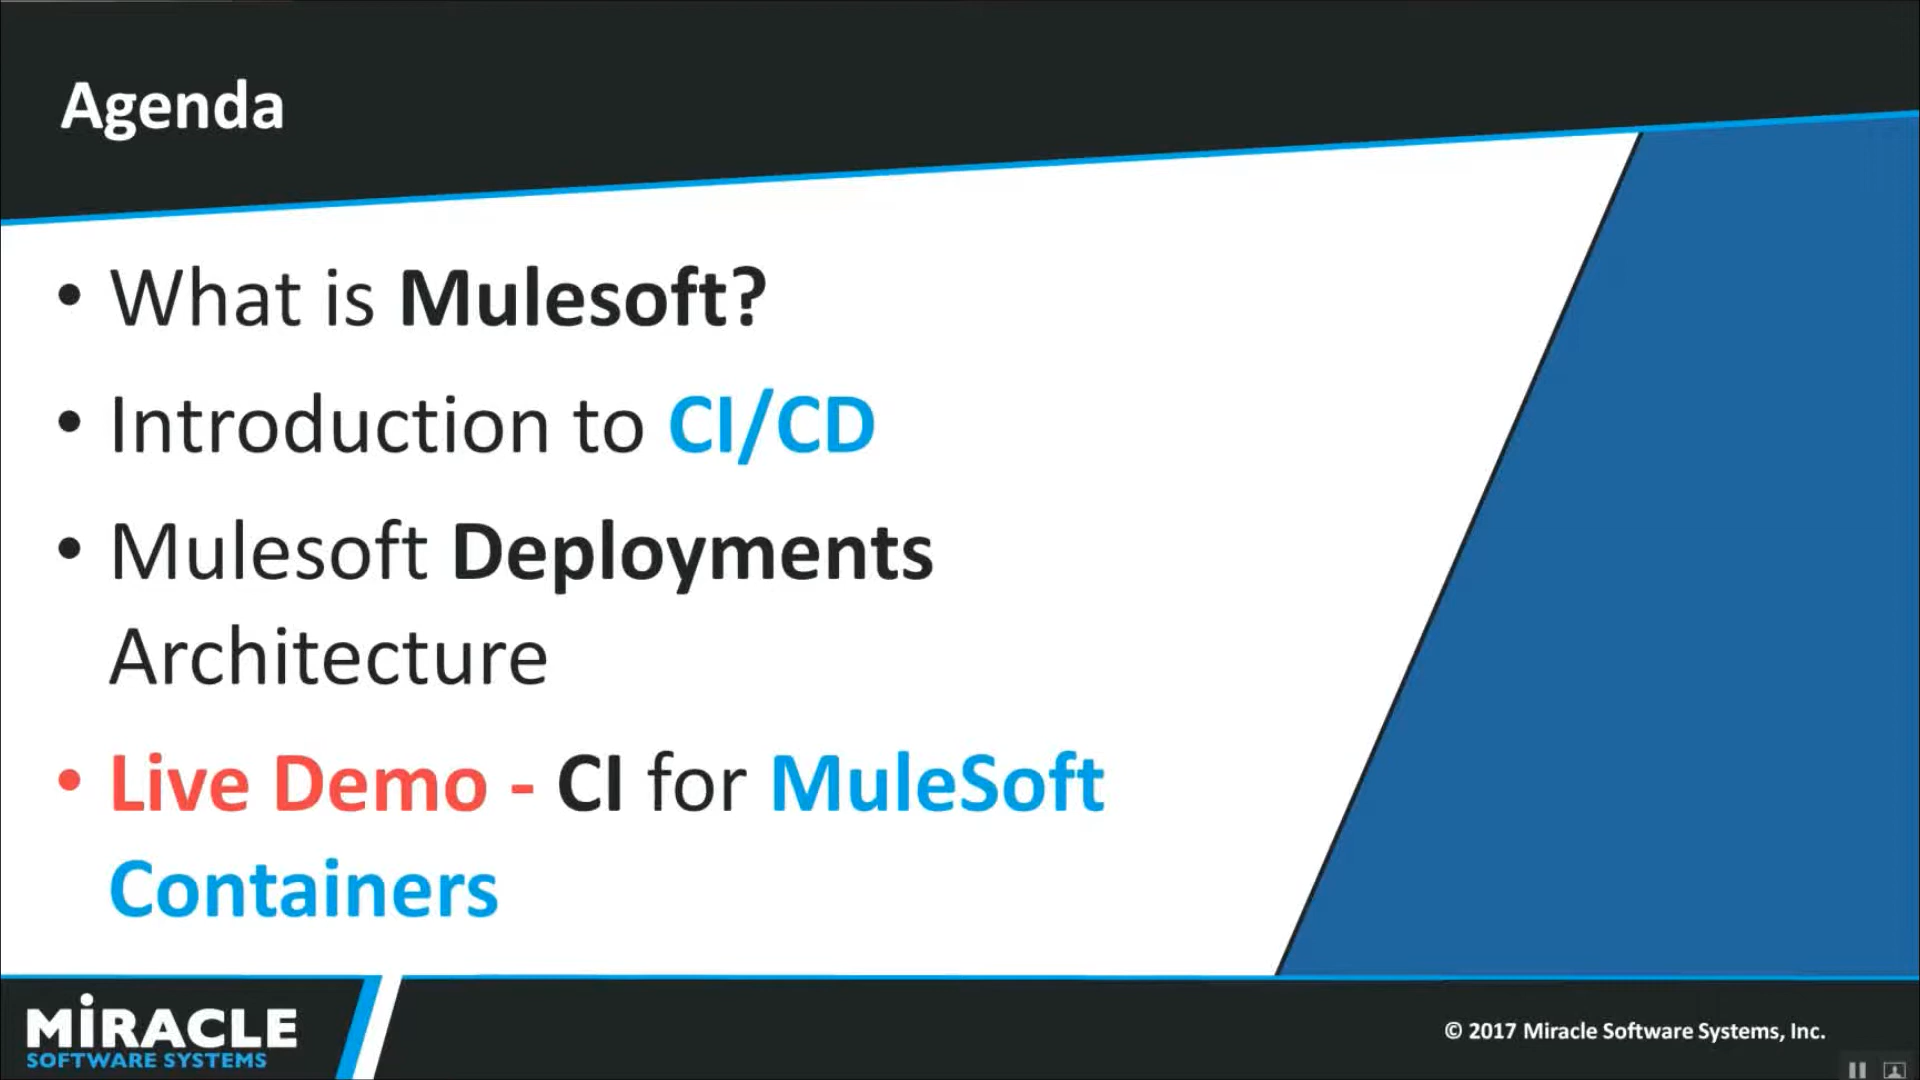 Agenda
• What is Mulesoft?
• Introduction to CI/CD
• Mulesoft Deployments
Architecture
• Live Demo - CI for MuleSoft
Containers
MiRACLE
SOFTWARE SYSTEMS
© 2017 Miracle Software Systems, Inc.